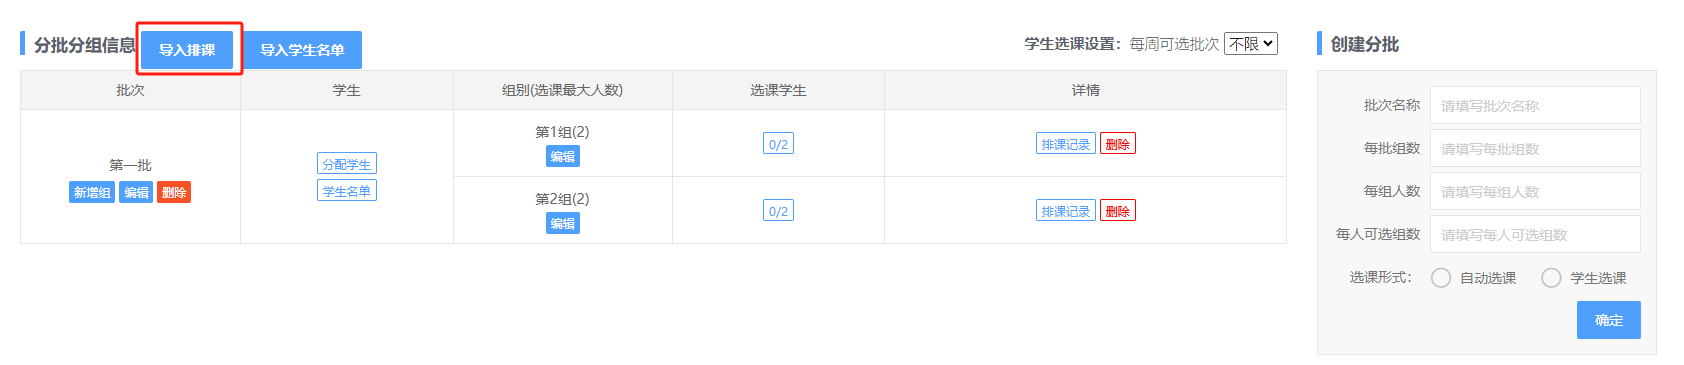 分批分组信息 导入排课 导入学生名单 学生选课设置：每周可选批次 不限
批次 学生 组别(选课最大人数) 选课学生 详情
第一批
新增组 编辑 删除
分配学生
学生名单
第1组(2)
编辑
0/2
排课记录 删除
第2组(2)
编辑
0/2
排课记录 删除
创建分批
批次名称 请填写批次名称
每批组数 请填写每批组数
每组人数 请填写每组人数
每人可选组数 请填写每人可选组数
选课形式： 自动选课 学生选课
确定